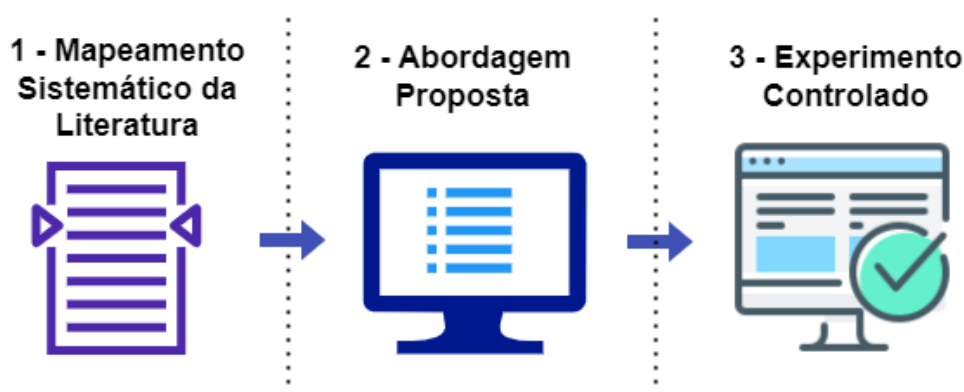 1 - Mapeamento
Sistemático da
Literatura
2 - Abordagem
Proposta
3 - Experimento
Controlado